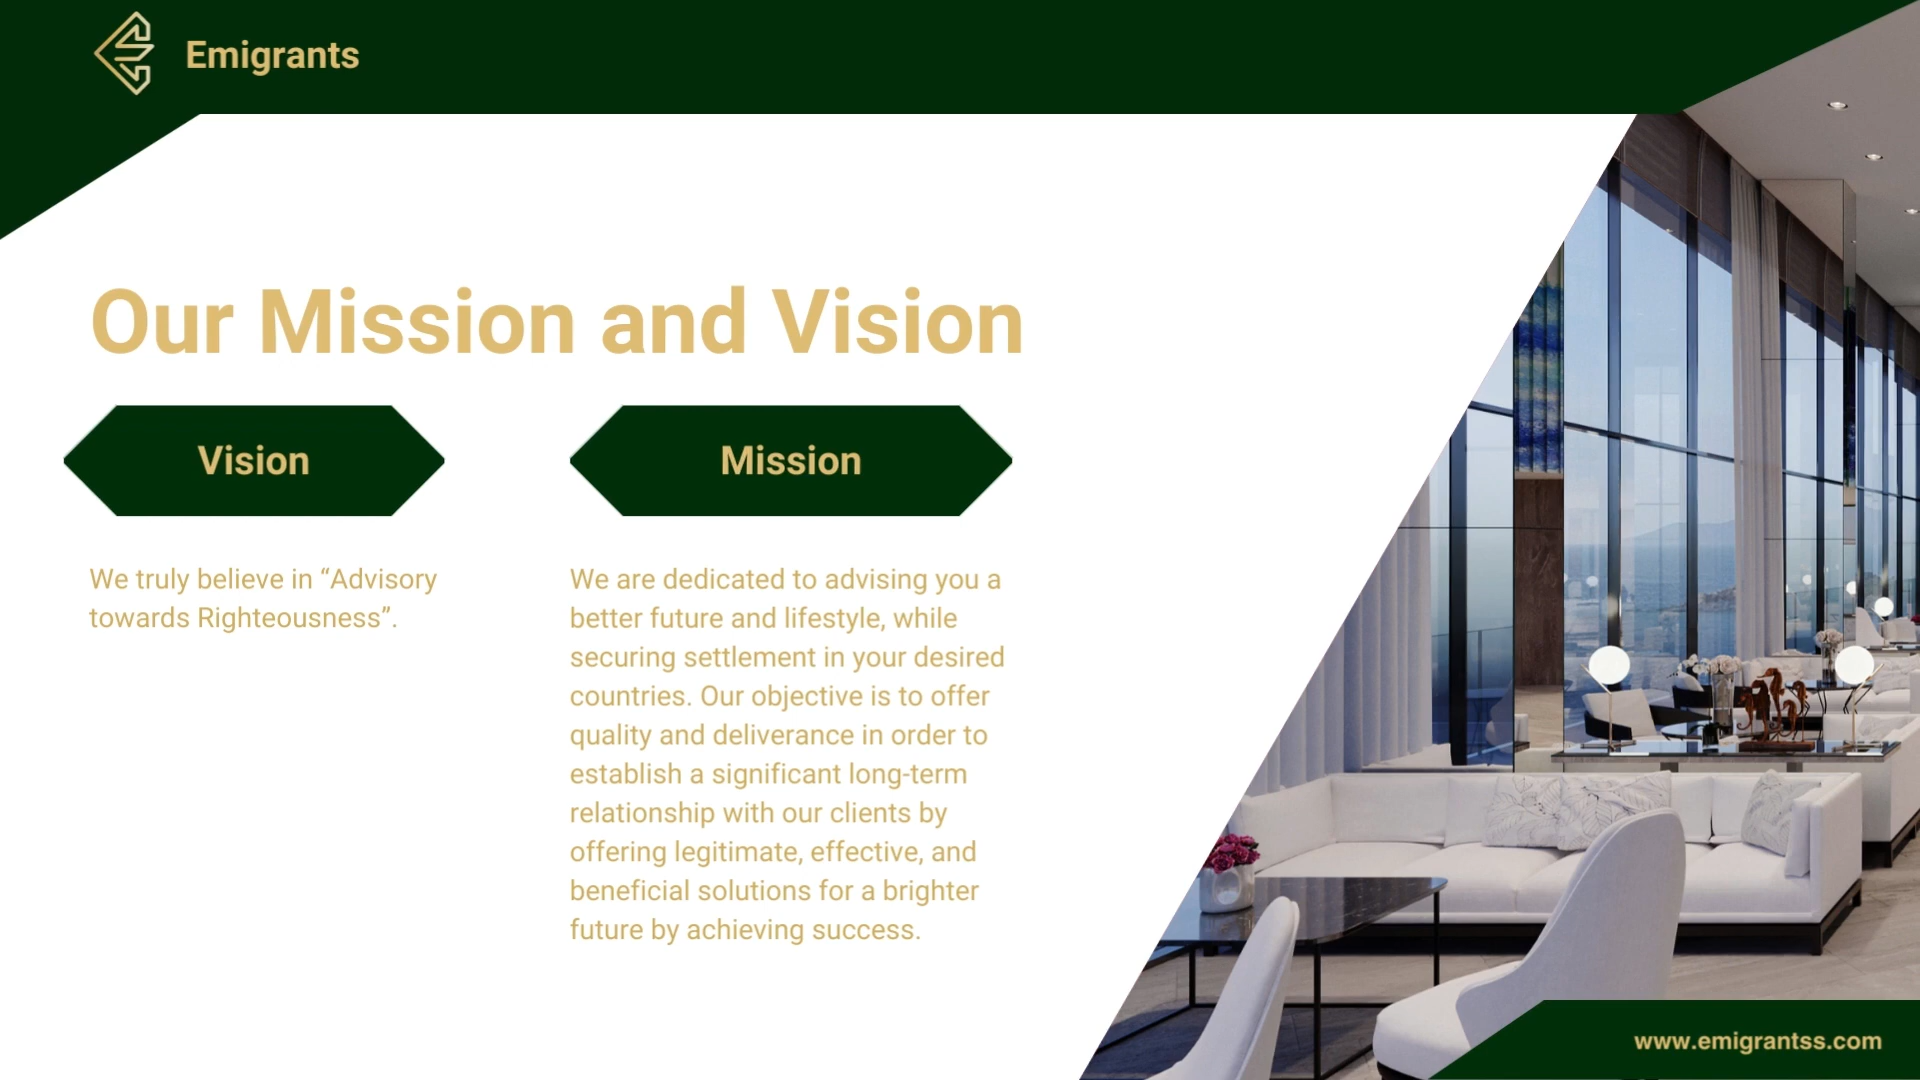 Emigrants
Our Mission and Vision
Vision
We truly believe in “Advisory
towards Righteousness”.
Mission
We are dedicated to advising you a
better future and lifestyle, while
securing settlement in your desired
countries. Our objective is to offer
quality and deliverance in order to
establish a significant long-term
relationship with our clients by
offering legitimate, effective, and
beneficial solutions for a brighter
future by achieving success.
www.emigrantss.com